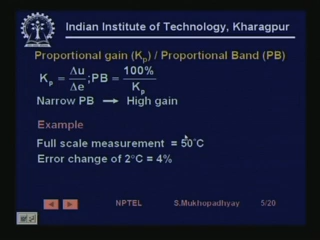 Indian Institute of Technology, Kharagpur
Proportional gain (Kp) / Proportional Band (PB)
Kp = Δu/Δe ; PB = 100%/Kp
Narrow PB → High gain
Example
Full scale measurement = 50°C
Error change of 2°C = 4%
NPTEL S.Mukhopadhyay 5/20